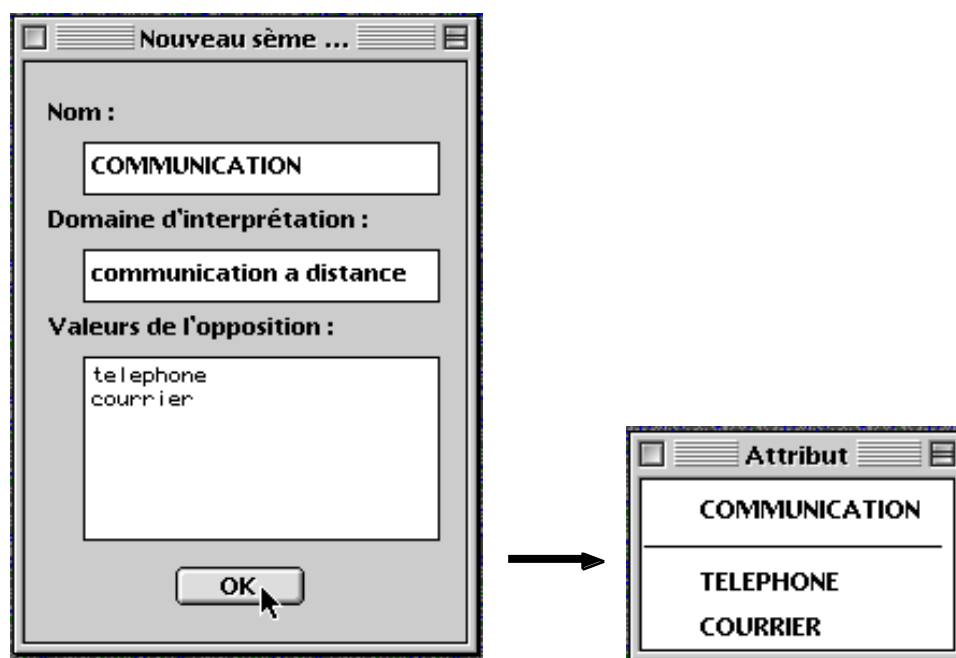 Nouveau sème ...
Nom :
COMMUNICATION
Domaine d'interprétation :
communication a distance
Valeurs de l'opposition :
telephone
courrier
OK
Attribut
COMMUNICATION
TELEPHONE
COURRIER